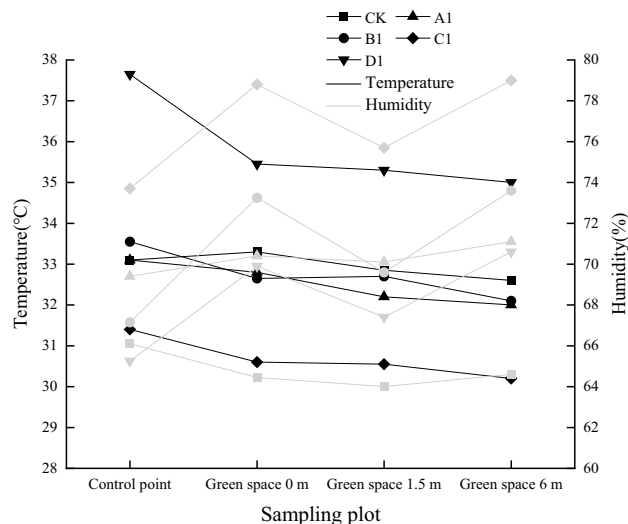 CK A1
B1 C1
D1
Temperature
Humidity
38 80
37 78
36 76
35 74
34 72
33 70
32 68
31 66
30 64
29 62
28 60
Temperature(℃)
Humidity(%)
Control point Green space 0 m Green space 1.5 m Green space 6 m
Sampling plot